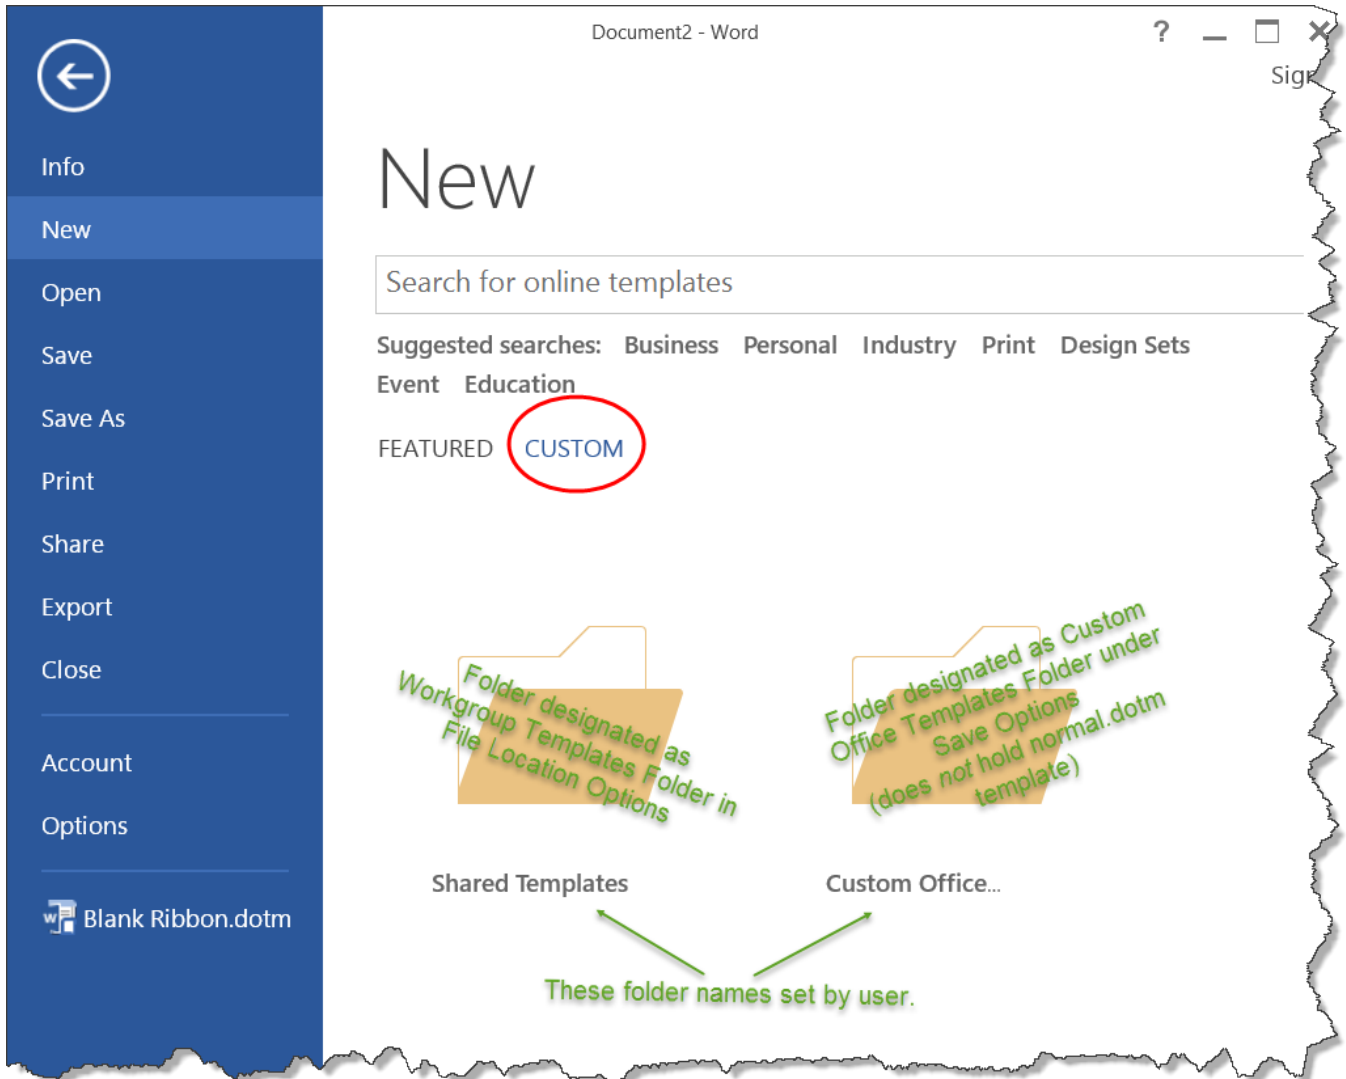 Document2 - Word
?
Sign
Info
New
Open
Save
Save As
Print
Share
Export
Close
Account
Options
Blank Ribbon.dotm
New
Search for online templates
Suggested searches: Business Personal Industry Print Design Sets
Event Education
FEATURED CUSTOM
Folder designated as
Workgroup Templates Folder in
File Location Options
Shared Templates
Folder designated as Custom
Office Templates Folder under
Save Options
(does not hold normal.dotm
template)
Custom Office...
These folder names set by user.